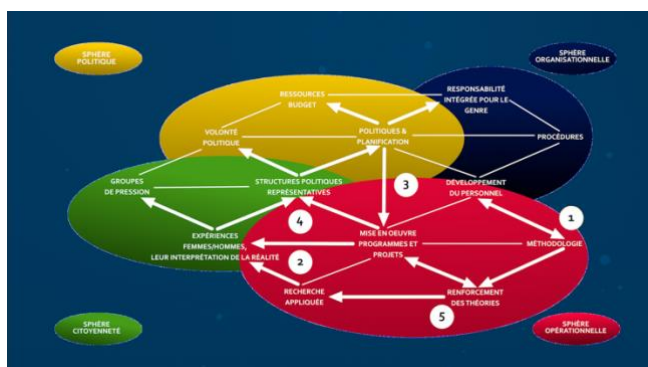 SPHÈRE
POLITIQUE
SPHÈRE
ORGANISATIONNELLE
RESSOURCES
BUDGET
RESPONSABILITÉ
INTÉGRÉE POUR LE
GENRE
VOLONTÉ
POLITIQUE
POLITIQUES &
PLANIFICATION
PROCÉDURES
GROUPES
DE PRESSION
STRUCTURES POLITIQUES
REPRÉSENTATIVES
3
DÉVELOPPEMENT
DU PERSONNEL
4
1
EXPÉRIENCES
FEMMES/HOMMES,
LEUR INTERPRÉTATION DE LA RÉALITÉ
MISE EN OEUVRE
PROGRAMMES ET
PROJETS
MÉTHODOLOGIE
2
RECHERCHE
APPLIQUÉE
RENFORCEMENT
DES THÉORIES
5
SPHÈRE
CITOYENNETÉ
SPHÈRE
OPÉRATIONNELLE